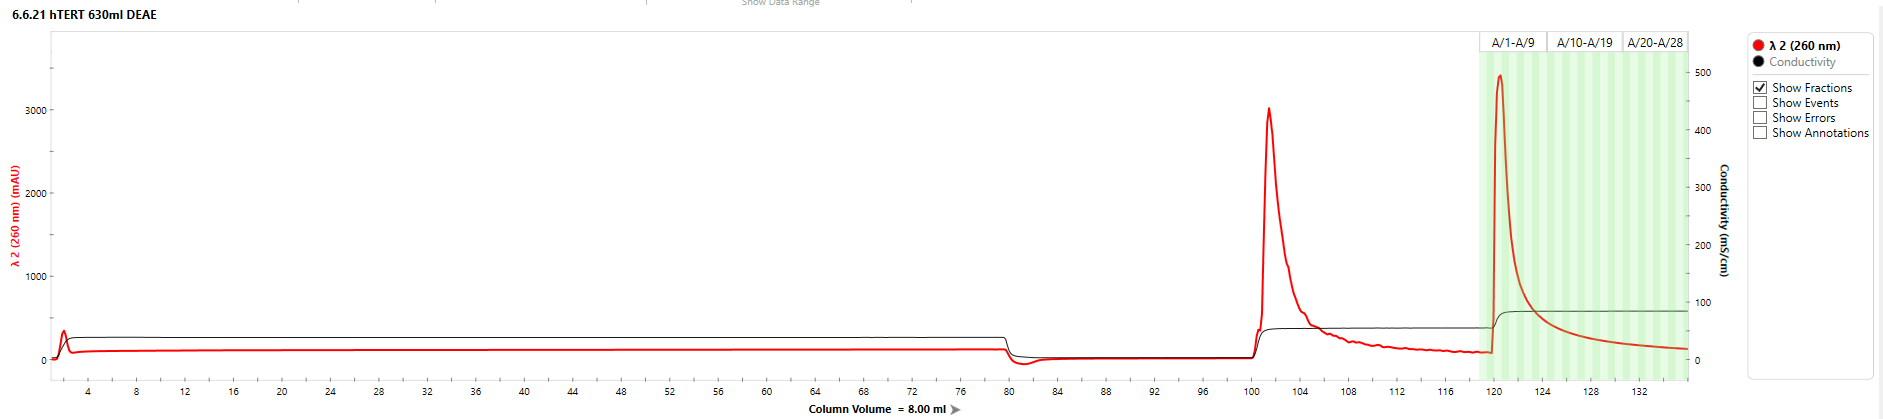 Show Data Range
6.6.21 hTERT 630ml DEAE
A/1-A/9 A/10-A/19 A/20-A/28
λ 2 (260 nm)
Conductivity
Show Fractions
Show Events
Show Errors
Show Annotations
λ 2 (260 nm) (mAU)
3000
2000
1000
0
500
400
300
200
100
0
Conductivity (mS/cm)
4 8 12 16 20 24 28 32 36 40 44 48 52 56 60 64 68 72 76 80 84 88 92 96 100 104 108 112 116 120 124 128 132
Column Volume = 8.00 ml